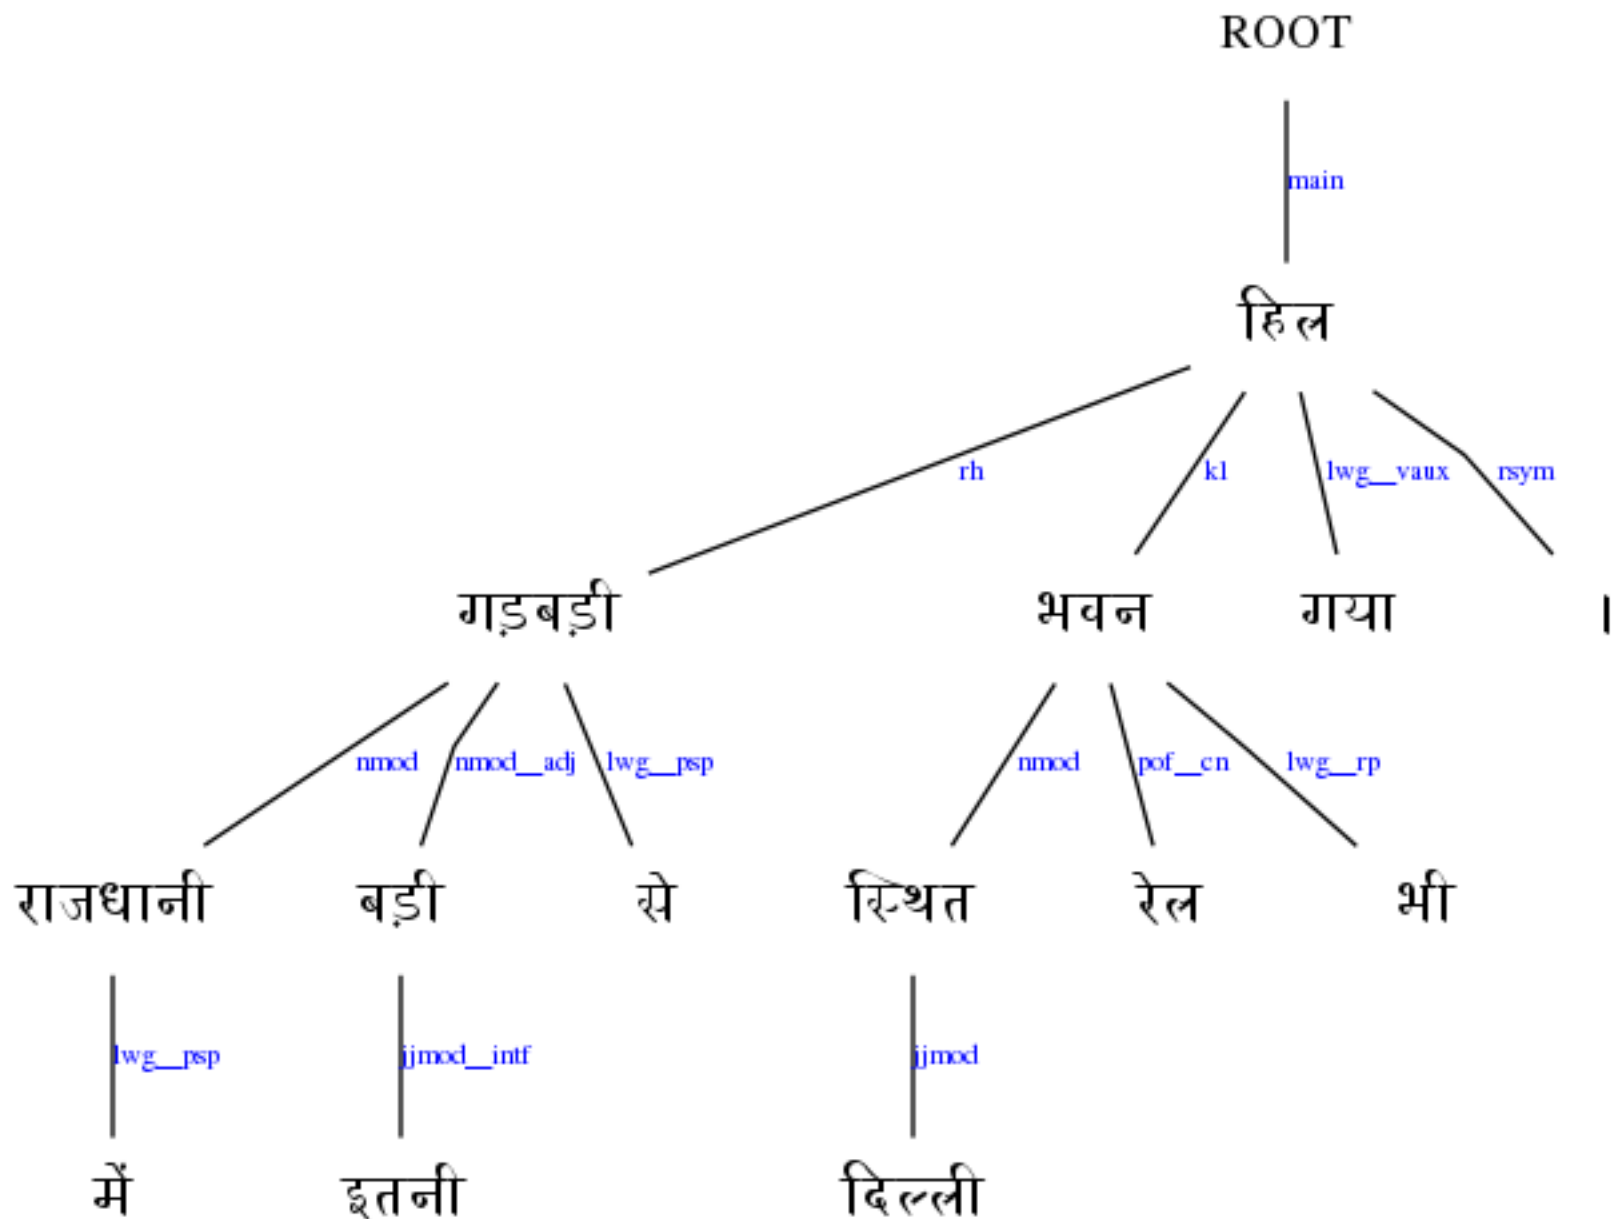 ROOT
main
हिल
rh k1 lwg__vaux rsym
गड़बड़ी भवन गया ।
nmod nmod__adj lwg__psp nmod pof__cn lwg__rp
राजधानी बड़ी से स्थित रेल भी
lwg__psp jjmod__intf jjmod
में इतनी दिल्ली